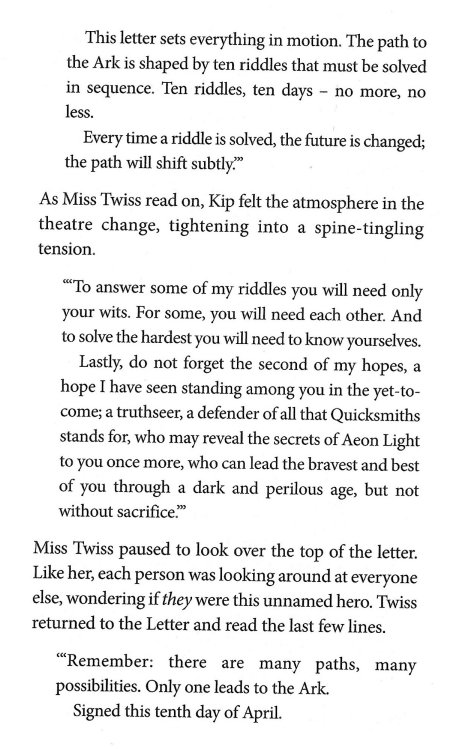 This letter sets everything in motion. The path to
the Ark is shaped by ten riddles that must be solved
in sequence. Ten riddles, ten days – no more, no
less.
Every time a riddle is solved, the future is changed;
the path will shift subtly.’”
As Miss Twiss read on, Kip felt the atmosphere in the
theatre change, tightening into a spine-tingling
tension.
“‘To answer some of my riddles you will need only
your wits. For some, you will need each other. And
to solve the hardest you will need to know yourselves.
Lastly, do not forget the second of my hopes, a
hope I have seen standing among you in the yet-to-
come; a truthseer, a defender of all that Quicksmiths
stands for, who may reveal the secrets of Aeon Light
to you once more, who can lead the bravest and best
of you through a dark and perilous age, but not
without sacrifice.’”
Miss Twiss paused to look over the top of the letter.
Like her, each person was looking around at everyone
else, wondering if they were this unnamed hero. Twiss
returned to the Letter and read the last few lines.
“‘Remember: there are many paths, many
possibilities. Only one leads to the Ark.
Signed this tenth day of April.